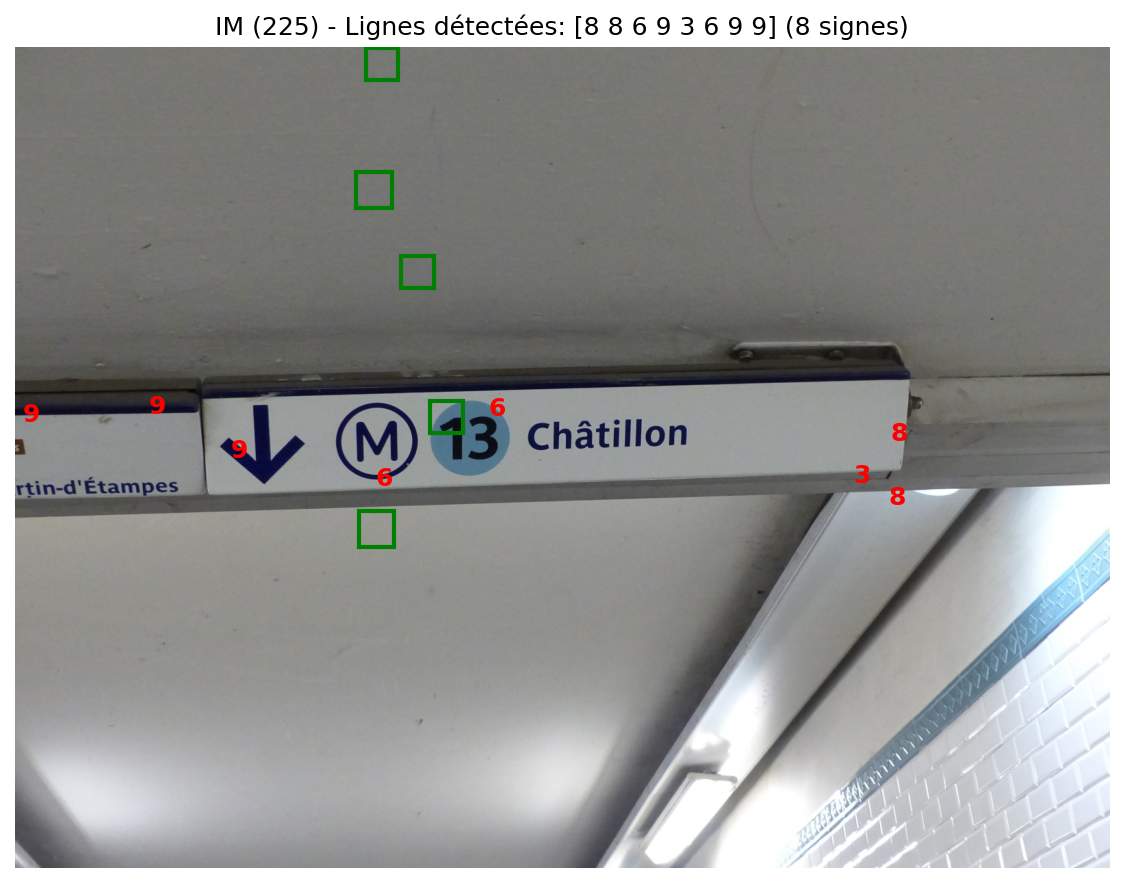 IM (225) - Lignes détectées: [8 8 6 9 3 6 9 9] (8 signes)
9 9 6
9 M 13 Châtillon 8
6 3
rtin-d'Étampes
8